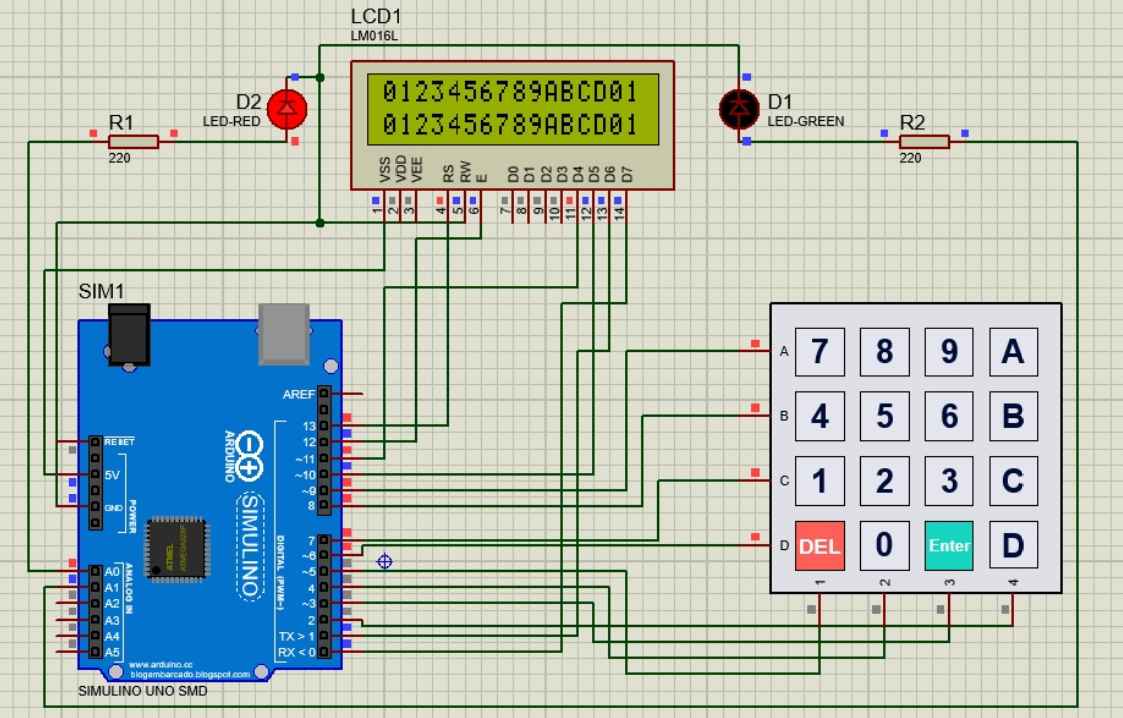 LCD1
LM016L
0123456789ABCD01
0123456789ABCD01
VSS
VDD
VEE
RS
RW
E
D0
D1
D2
D3
D4
D5
D6
D7
1
2
3
4
5
6
7
8
9
10
11
12
13
14
D2
LED-RED
R1
220
D1
LED-GREEN
R2
220
SIM1
AREF
13
12
~11
~10
~9
8
7
~6
~5
4
~3
2
TX > 1
RX < 0
RESET
5V
GND
POWER
A0
A1
A2
A3
A4
A5
ANALOG IN
ARDUINO
SIMULINO
DIGITAL (PWM~)
ATMEL
ATMEGA328P
www.arduino.cc
blogembarcado.blogspot.com
SIMULINO UNO SMD
A 7 8 9 A
B 4 5 6 B
C 1 2 3 C
D DEL 0 Enter D
1 2 3 4